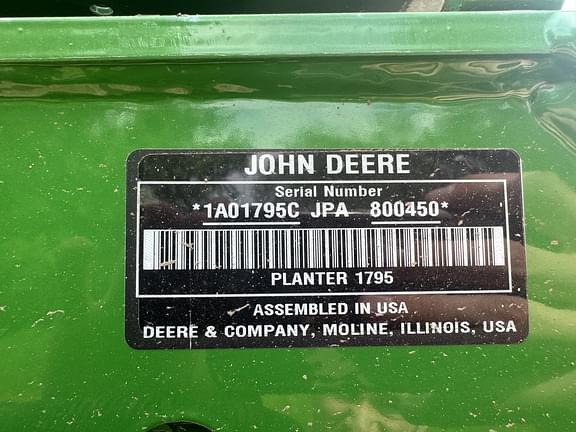 JOHN DEERE
Serial Number
*1A01795C JPA 800450*
PLANTER 1795
ASSEMBLED IN USA
DEERE & COMPANY, MOLINE, ILLINOIS, USA